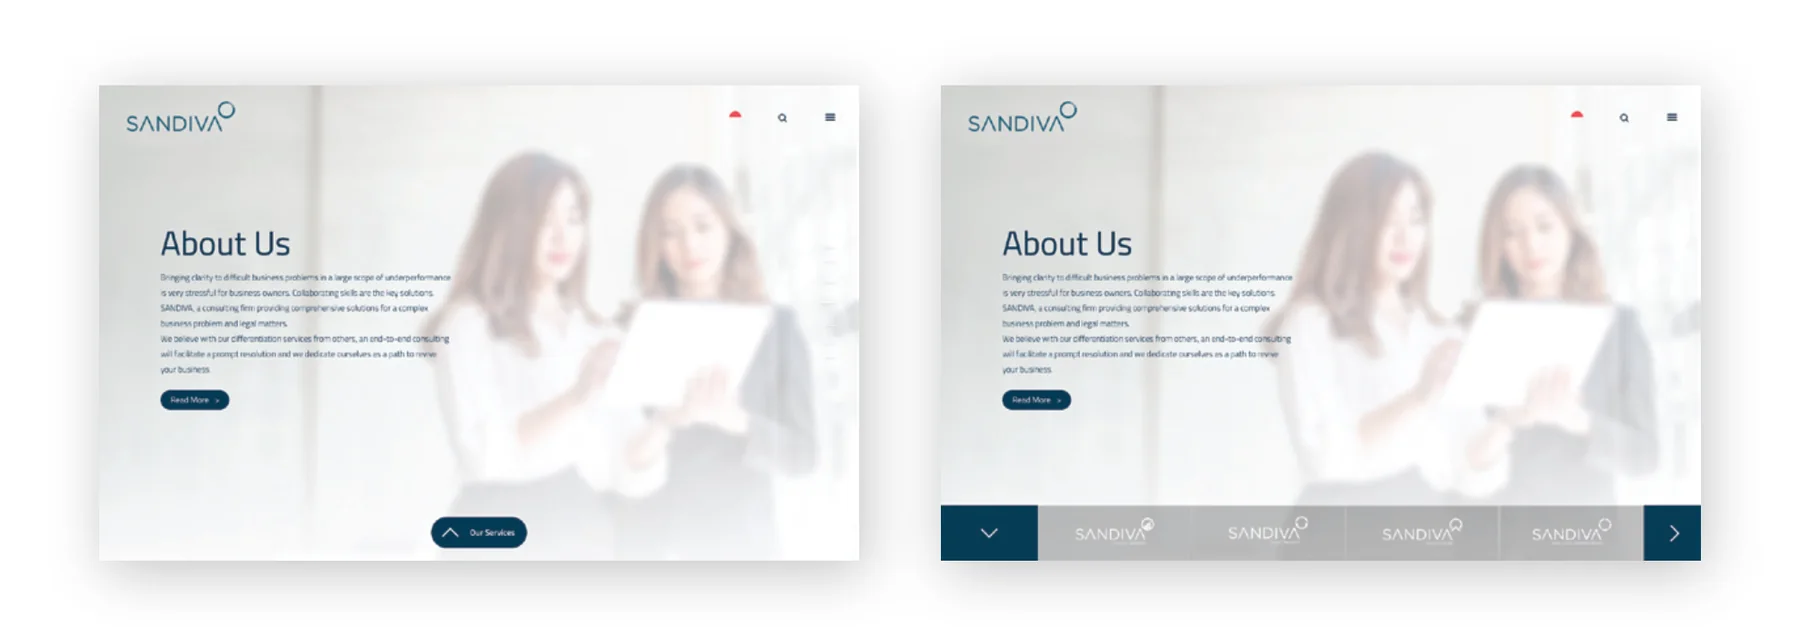 SANDIVA
About Us
Bringing clarity to difficult business problems in a large scope of underperformance
is very stressful for business owners. Collaborating skills are the key solutions.
SANDIVA, a consulting firm providing comprehensive solutions for a complex
business problem and legal matters.
We believe with our differentiation services from others, an end-to-end consulting
will facilitate a prompt resolution and we dedicate ourselves as a path to revive
your business.
Read More >
Our Services
SANDIVA
About Us
Bringing clarity to difficult business problems in a large scope of underperformance
is very stressful for business owners. Collaborating skills are the key solutions.
SANDIVA, a consulting firm providing comprehensive solutions for a complex
business problem and legal matters.
We believe with our differentiation services from others, an end-to-end consulting
will facilitate a prompt resolution and we dedicate ourselves as a path to revive
your business.
Read More >
SANDIVA
SANDIVA
SANDIVA
SANDIVA